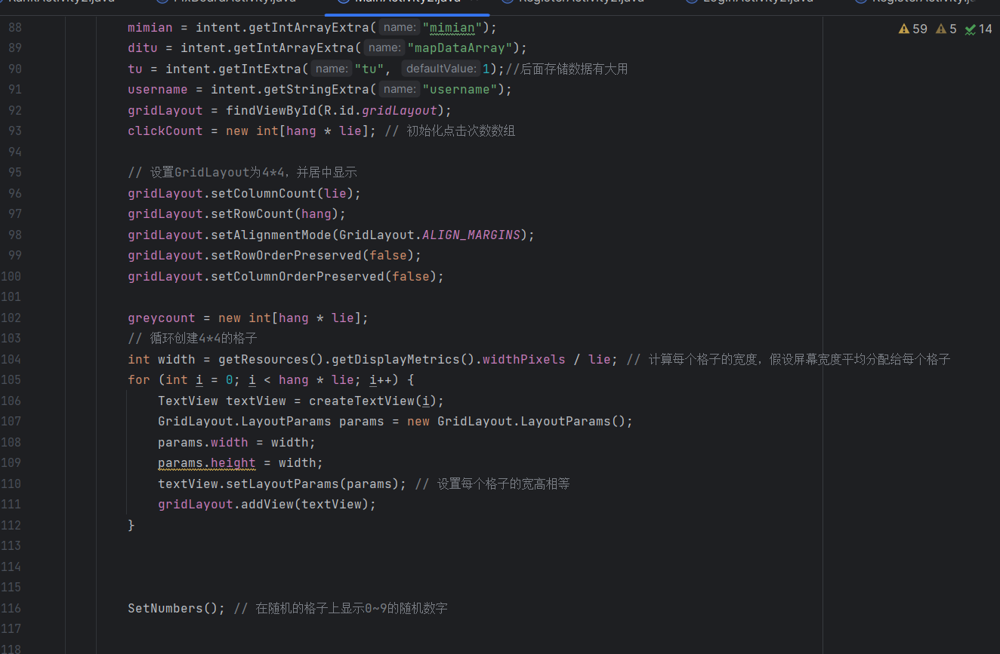 MainActivity2.java
59 5 14
88 mimian = intent.getIntArrayExtra( name: "mimian");
89 ditu = intent.getIntArrayExtra( name: "mapDataArray");
90 tu = intent.getIntExtra( name: "tu", defaultValue: 1);//后面存储数据有大用
91 username = intent.getStringExtra( name: "username");
92 gridLayout = findViewById(R.id.gridLayout);
93 clickCount = new int[hang * lie]; // 初始化点击次数数组
94
95 // 设置GridLayout为4*4，并居中显示
96 gridLayout.setColumnCount(lie);
97 gridLayout.setRowCount(hang);
98 gridLayout.setAlignmentMode(GridLayout.ALIGN_MARGINS);
99 gridLayout.setRowOrderPreserved(false);
100 gridLayout.setColumnOrderPreserved(false);
101
102 greycount = new int[hang * lie];
103 // 循环创建4*4的格子
104 int width = getResources().getDisplayMetrics().widthPixels / lie; // 计算每个格子的宽度，假设屏幕宽度平均分配给每个格子
105 for (int i = 0; i < hang * lie; i++) {
106 TextView textView = createTextView(i);
107 GridLayout.LayoutParams params = new GridLayout.LayoutParams();
108 params.width = width;
109 params.height = width;
110 textView.setLayoutParams(params); // 设置每个格子的宽高相等
111 gridLayout.addView(textView);
112 }
113
114
115
116 SetNumbers(); // 在随机的格子上显示0~9的随机数字
117
118